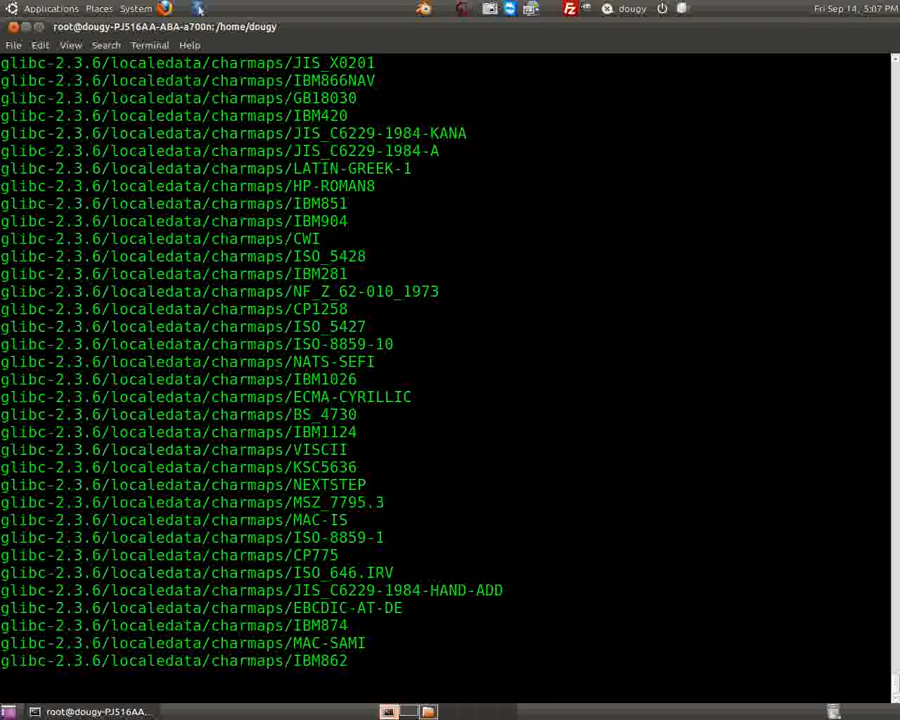 Applications Places System dougy Fri Sep 14, 5:07 PM
root@dougy-PJ516AA-ABA-a700n: /home/dougy
File Edit View Search Terminal Help
glibc-2.3.6/localedata/charmaps/JIS_X0201
glibc-2.3.6/localedata/charmaps/IBM866NAV
glibc-2.3.6/localedata/charmaps/GB18030
glibc-2.3.6/localedata/charmaps/IBM420
glibc-2.3.6/localedata/charmaps/JIS_C6229-1984-KANA
glibc-2.3.6/localedata/charmaps/JIS_C6229-1984-A
glibc-2.3.6/localedata/charmaps/LATIN-GREEK-1
glibc-2.3.6/localedata/charmaps/HP-ROMAN8
glibc-2.3.6/localedata/charmaps/IBM851
glibc-2.3.6/localedata/charmaps/IBM904
glibc-2.3.6/localedata/charmaps/CWI
glibc-2.3.6/localedata/charmaps/ISO_5428
glibc-2.3.6/localedata/charmaps/IBM281
glibc-2.3.6/localedata/charmaps/NF_Z_62-010_1973
glibc-2.3.6/localedata/charmaps/CP1258
glibc-2.3.6/localedata/charmaps/ISO_5427
glibc-2.3.6/localedata/charmaps/ISO-8859-10
glibc-2.3.6/localedata/charmaps/NATS-SEFI
glibc-2.3.6/localedata/charmaps/IBM1026
glibc-2.3.6/localedata/charmaps/ECMA-CYRILLIC
glibc-2.3.6/localedata/charmaps/BS_4730
glibc-2.3.6/localedata/charmaps/IBM1124
glibc-2.3.6/localedata/charmaps/VISCII
glibc-2.3.6/localedata/charmaps/KSC5636
glibc-2.3.6/localedata/charmaps/NEXTSTEP
glibc-2.3.6/localedata/charmaps/MSZ_7795.3
glibc-2.3.6/localedata/charmaps/MAC-IS
glibc-2.3.6/localedata/charmaps/ISO-8859-1
glibc-2.3.6/localedata/charmaps/CP775
glibc-2.3.6/localedata/charmaps/ISO_646.IRV
glibc-2.3.6/localedata/charmaps/JIS_C6229-1984-HAND-ADD
glibc-2.3.6/localedata/charmaps/EBCDIC-AT-DE
glibc-2.3.6/localedata/charmaps/IBM874
glibc-2.3.6/localedata/charmaps/MAC-SAMI
glibc-2.3.6/localedata/charmaps/IBM862
root@dougy-PJ516AA...